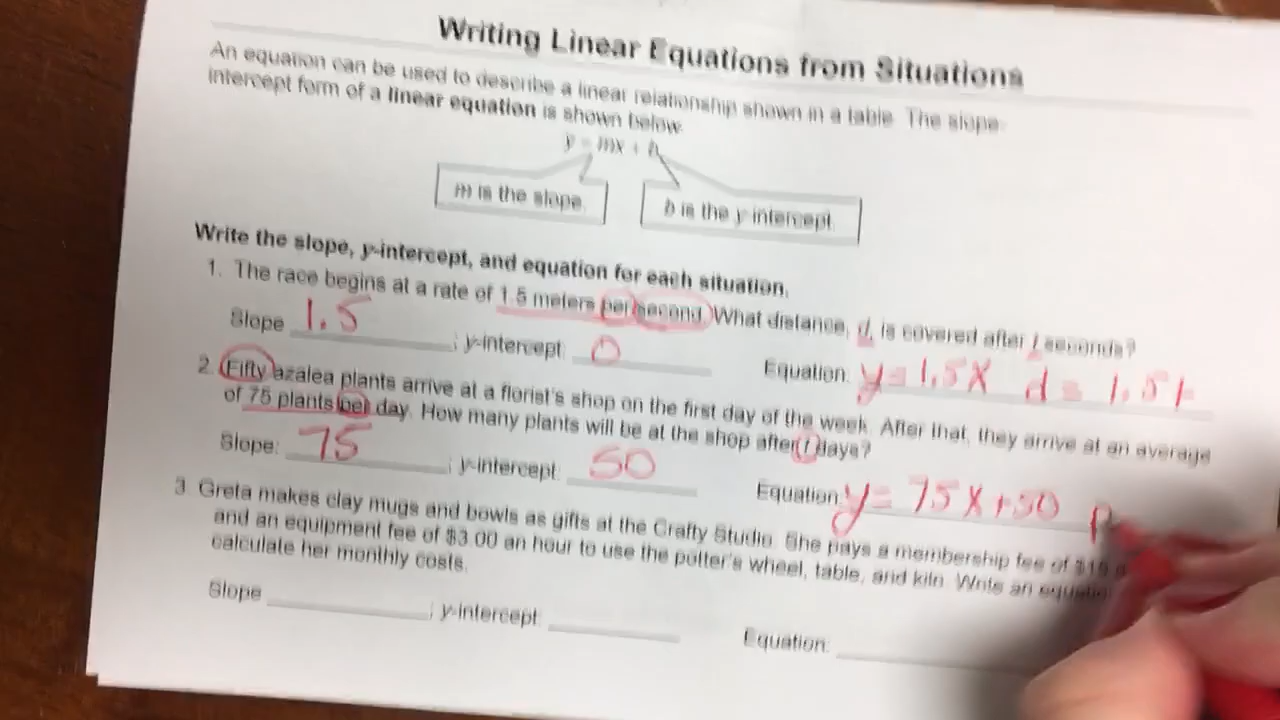 Writing Linear Equations from Situations
An equation can be used to describe a linear relationship shown in a table. The slope-
intercept form of a linear equation is shown below.
y = mx + b
m is the slope.
b is the y-intercept.
Write the slope, y-intercept, and equation for each situation.
1. The race begins at a rate of 1.5 meters per second. What distance, d, is covered after t seconds?
Slope 1.5 ; y-intercept: 0 Equation: y = 1.5x d = 1.5t
2. Fifty azalea plants arrive at a florist's shop on the first day of the week. After that, they arrive at an average
of 75 plants per day. How many plants will be at the shop after t days?
Slope: 75 ; y-intercept: 50 Equation: y = 75x + 50 P
3. Greta makes clay mugs and bowls as gifts at the Crafty Studio. She pays a membership fee of
and an equipment fee of $3.00 an hour to use the potter's wheel, table, and kiln. Write an
calculate her monthly costs.
Slope ; y-intercept: Equation: